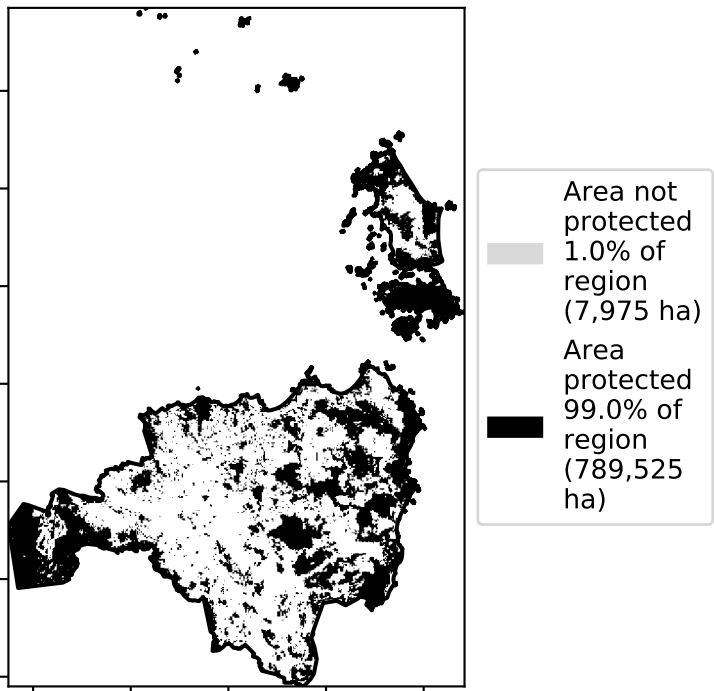 Area not
protected
1.0% of
region
(7,975 ha)
Area
protected
99.0% of
region
(789,525
ha)